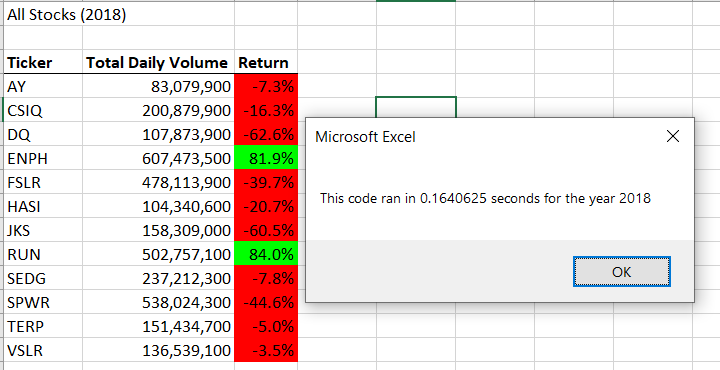 All Stocks (2018)
Ticker Total Daily Volume Return
AY 83,079,900 -7.3%
CSIQ 200,879,900 -16.3%
DQ 107,873,900 -62.6%
ENPH 607,473,500 81.9%
FSLR 478,113,900 -39.7%
HASI 104,340,600 -20.7%
JKS 158,309,000 -60.5%
RUN 502,757,100 84.0%
SEDG 237,212,300 -7.8%
SPWR 538,024,300 -44.6%
TERP 151,434,700 -5.0%
VSLR 136,539,100 -3.5%
Microsoft Excel
This code ran in 0.1640625 seconds for the year 2018
OK